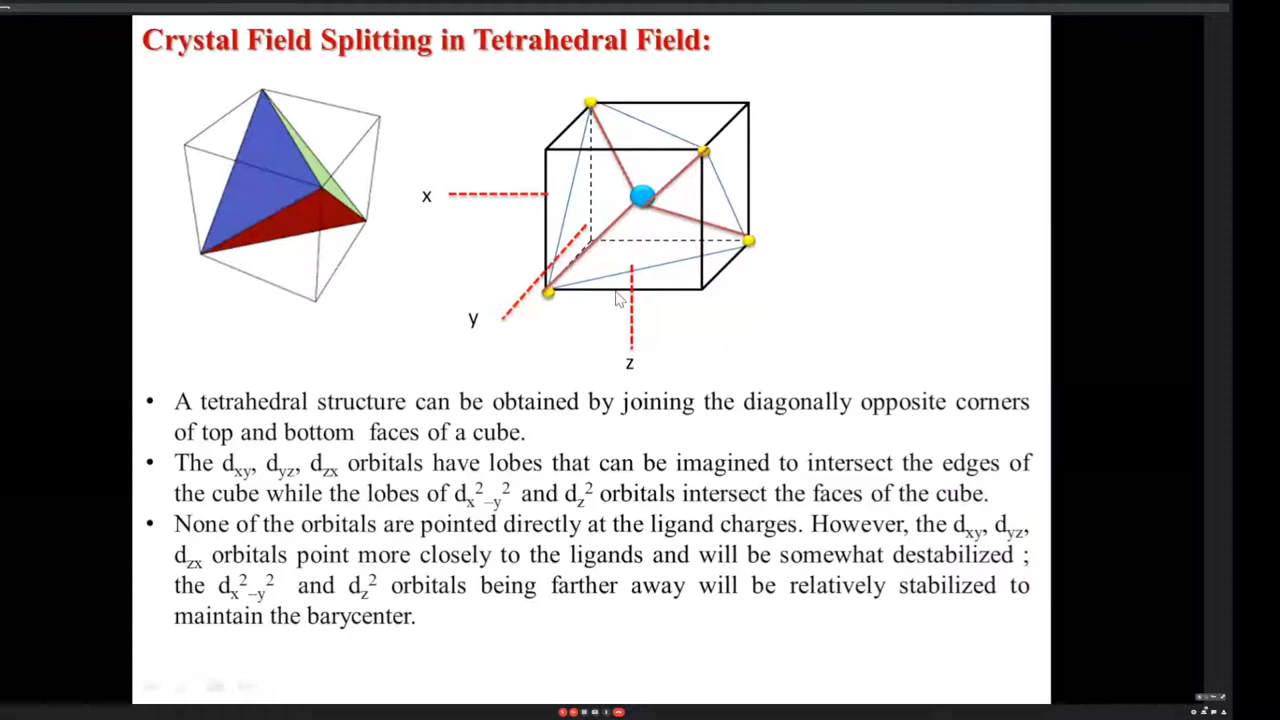 Crystal Field Splitting in Tetrahedral Field:
x
y
z
• A tetrahedral structure can be obtained by joining the diagonally opposite corners
of top and bottom faces of a cube.
• The dxy, dyz, dzx orbitals have lobes that can be imagined to intersect the edges of
the cube while the lobes of dx²–y² and dz² orbitals intersect the faces of the cube.
• None of the orbitals are pointed directly at the ligand charges. However, the dxy, dyz,
dzx orbitals point more closely to the ligands and will be somewhat destabilized ;
the dx²–y² and dz² orbitals being farther away will be relatively stabilized to
maintain the barycenter.